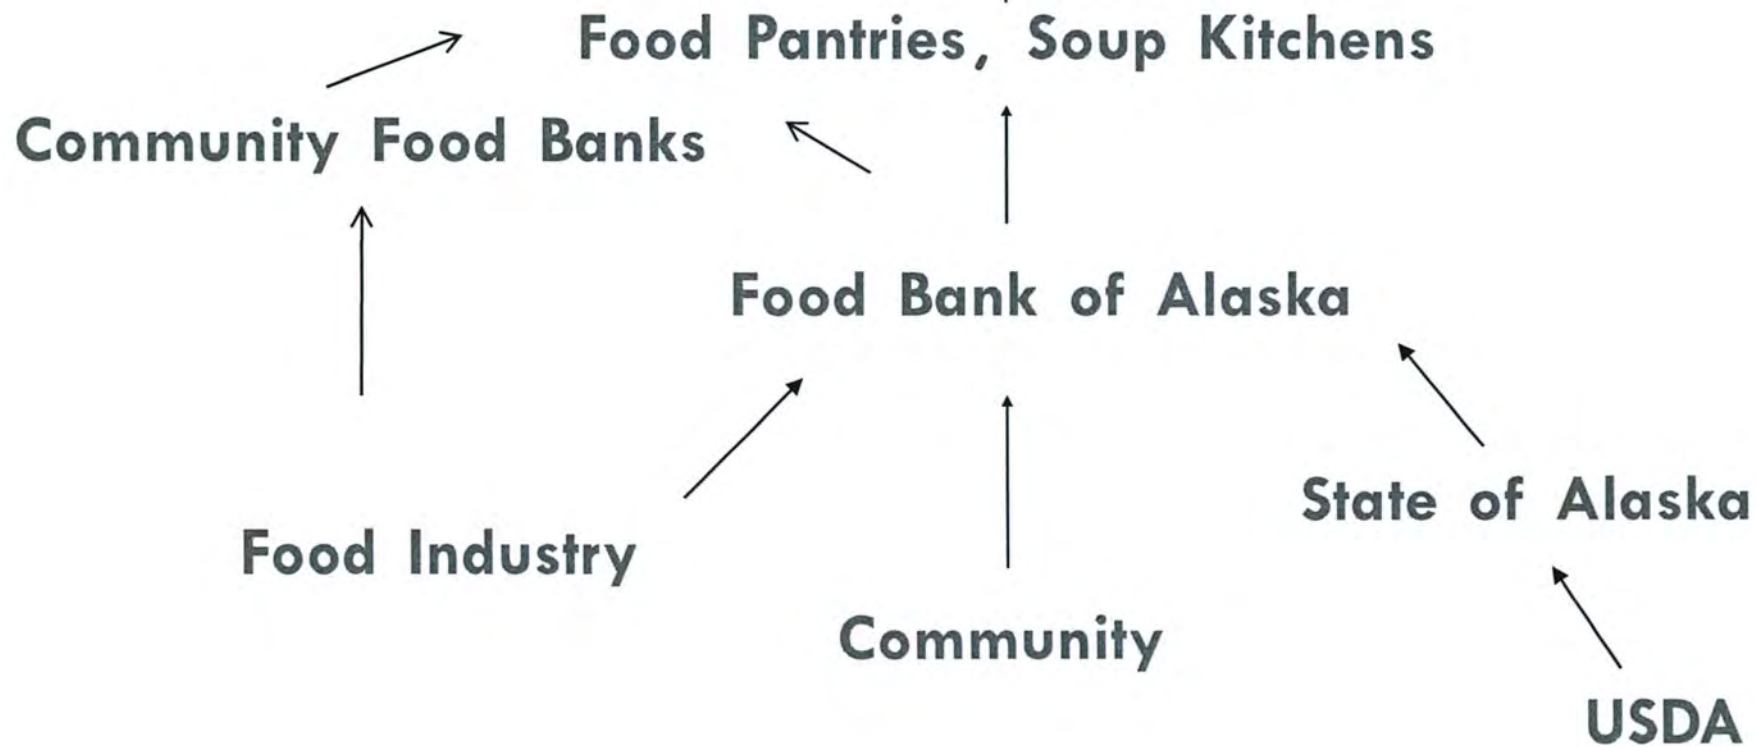 Food Pantries, Soup Kitchens
Community Food Banks
Food Bank of Alaska
State of Alaska
Food Industry
Community
USDA